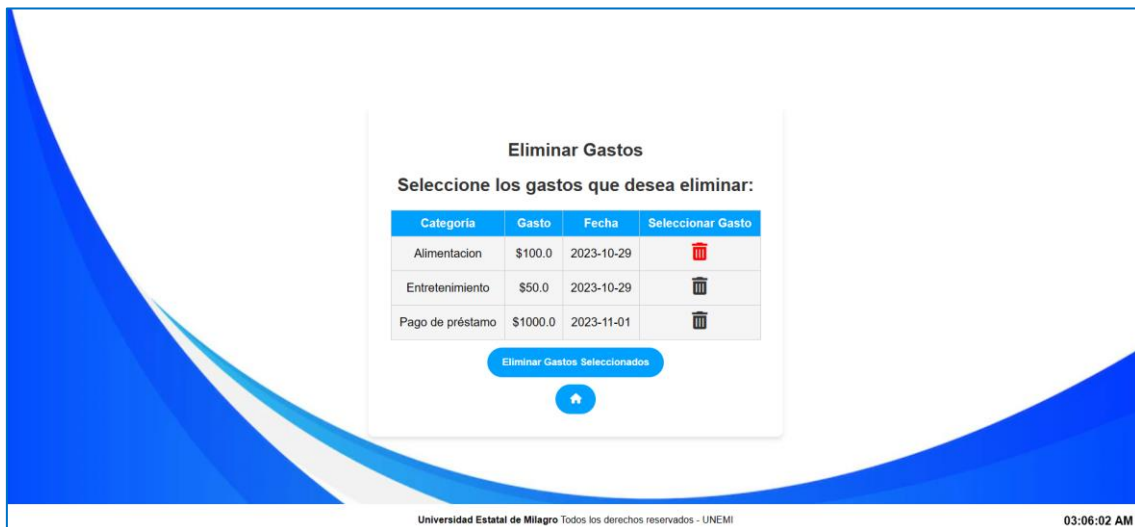 Eliminar Gastos
Seleccione los gastos que desea eliminar:
Categoría Gasto Fecha Seleccionar Gasto
Alimentacion $100.0 2023-10-29
Entretenimiento $50.0 2023-10-29
Pago de préstamo $1000.0 2023-11-01
Eliminar Gastos Seleccionados
Universidad Estatal de Milagro Todos los derechos reservados - UNEMI 03:06:02 AM